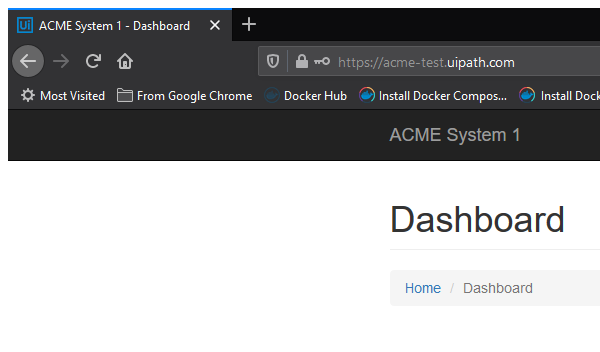 Ui ACME System 1 - Dashboard
https://acme-test.uipath.com
Most Visited From Google Chrome Docker Hub Install Docker Compos... Install Dock
ACME System 1
Dashboard
Home / Dashboard